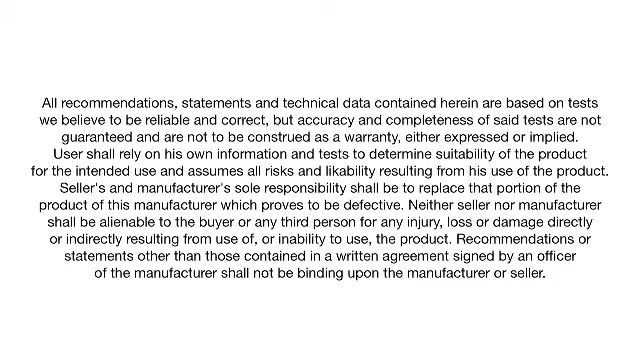 All recommendations, statements and technical data contained herein are based on tests
we believe to be reliable and correct, but accuracy and completeness of said tests are not
guaranteed and are not to be construed as a warranty, either expressed or implied.
User shall rely on his own information and tests to determine suitability of the product
for the intended use and assumes all risks and likability resulting from his use of the product.
Seller's and manufacturer's sole responsibility shall be to replace that portion of the
product of this manufacturer which proves to be defective. Neither seller nor manufacturer
shall be alienable to the buyer or any third person for any injury, loss or damage directly
or indirectly resulting from use of, or inability to use, the product. Recommendations or
statements other than those contained in a written agreement signed by an officer
of the manufacturer shall not be binding upon the manufacturer or seller.